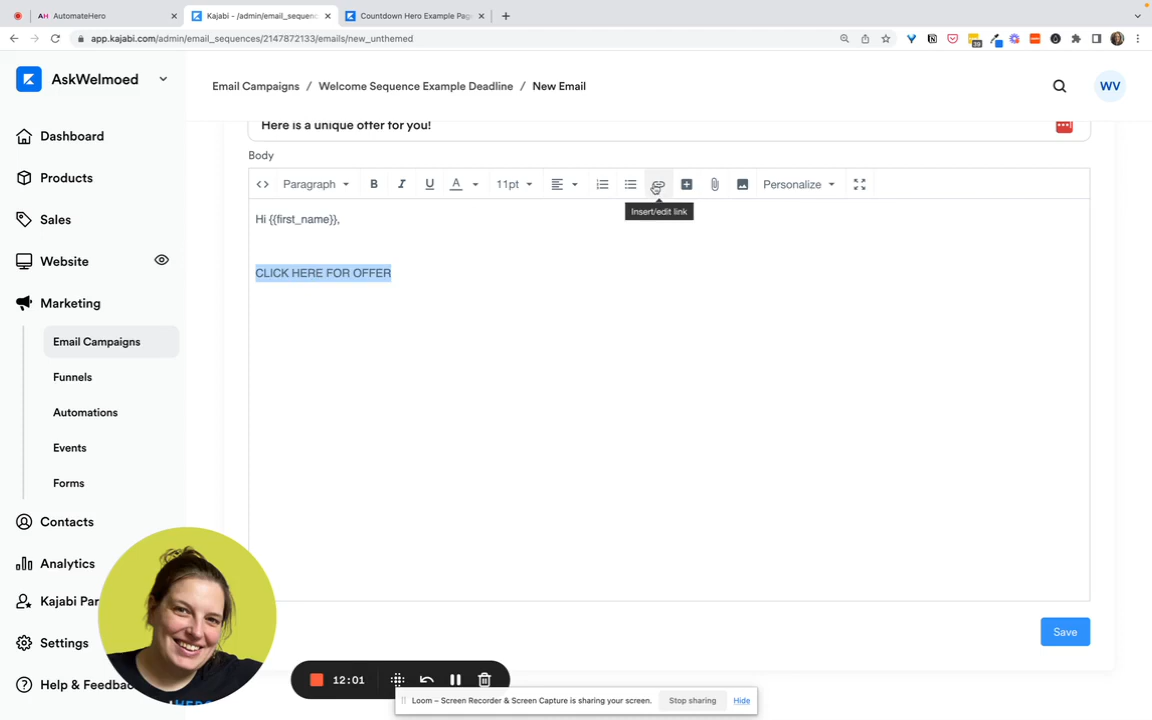 AutomateHero
Kajabi - /admin/email_sequenc
Countdown Hero Example Pag
app.kajabi.com/admin/email_sequences/2147872133/emails/new_unthemed
AskWelmoed
Email Campaigns / Welcome Sequence Example Deadline / New Email
WV
Dashboard
Products
Sales
Website
Marketing
Email Campaigns
Funnels
Automations
Events
Forms
Contacts
Analytics
Kajabi Par
Settings
Help & Feedba
Here is a unique offer for you!
Body
Paragraph B I U A 11pt Personalize
Insert/edit link
Hi {{first_name}},
CLICK HERE FOR OFFER
Save
12:01
Loom – Screen Recorder & Screen Capture is sharing your screen. Stop sharing Hide